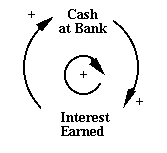 +
Cash
at Bank
+
+
Interest
Earned